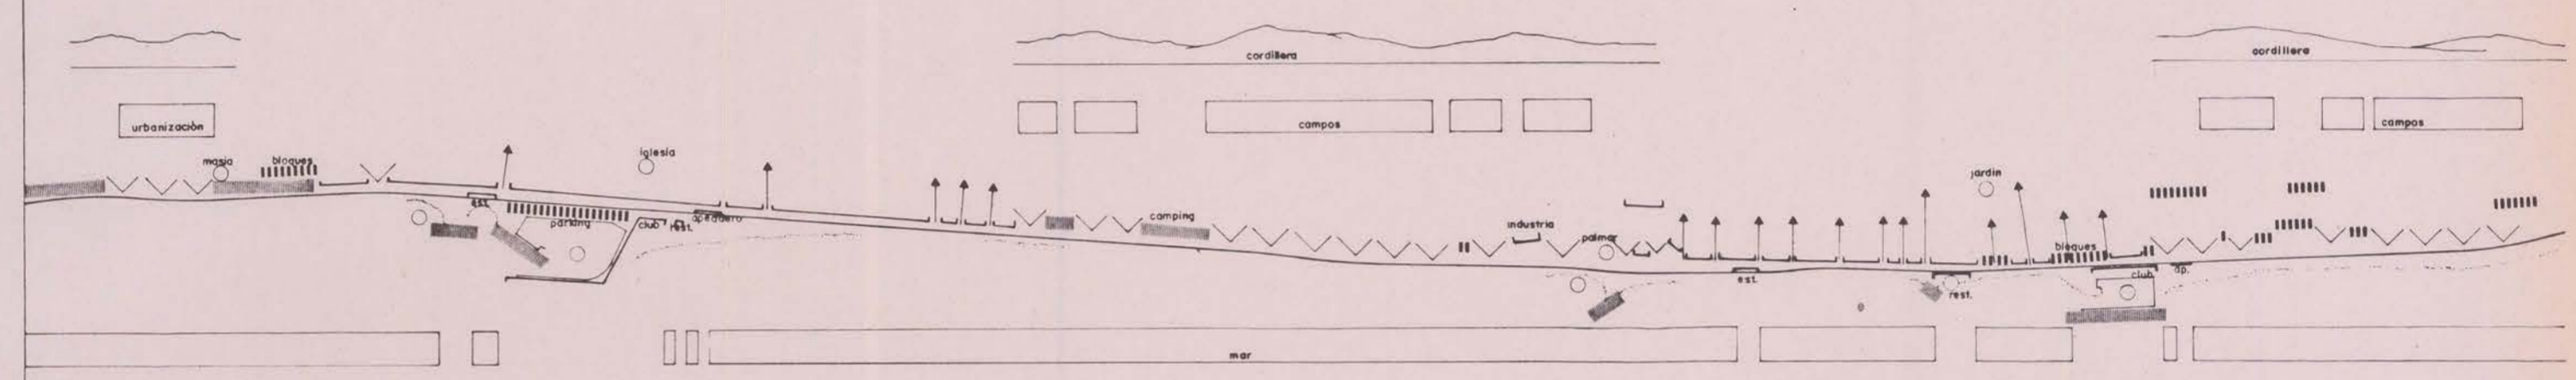 cordillera
cordillera
urbanización
campos
campos
masia
bloques
iglesia
jardin
est.
parking
club
rest.
apeadero
camping
industria
palmar
est.
rest.
bloques
club
ap.
mar